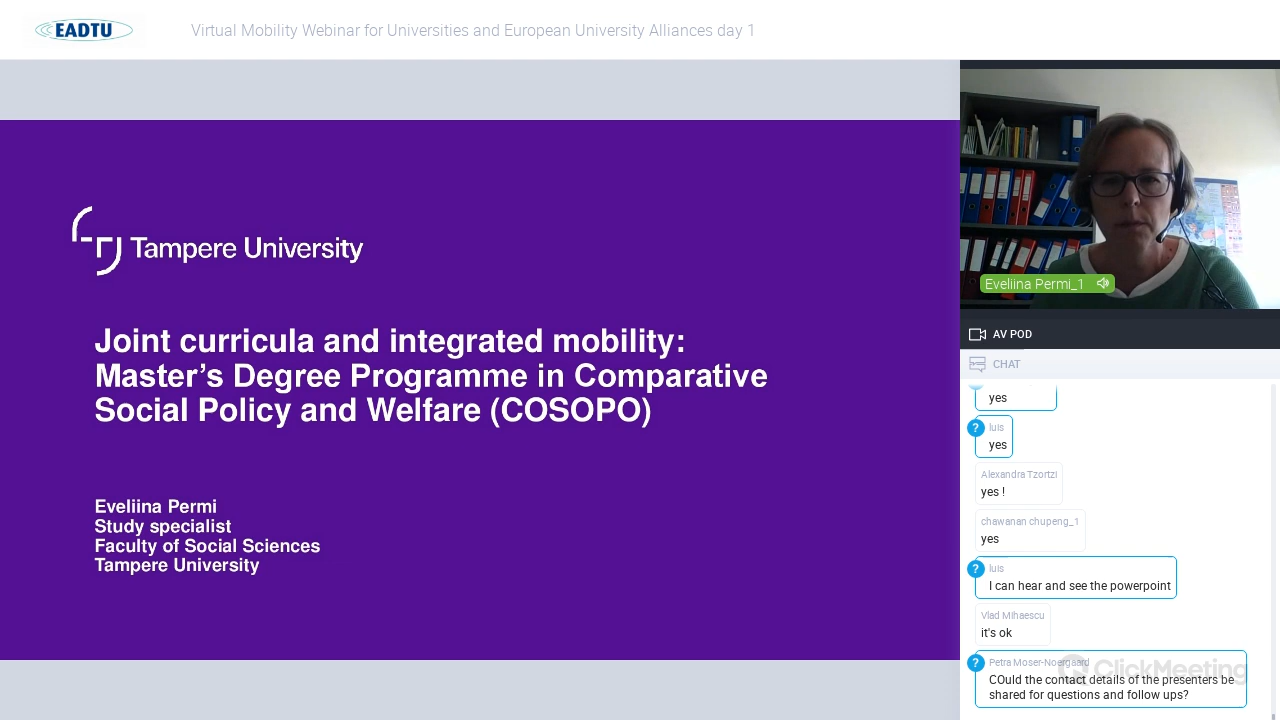 EADTU
Virtual Mobility Webinar for Universities and European University Alliances day 1
Tampere University
Joint curricula and integrated mobility:
Master's Degree Programme in Comparative
Social Policy and Welfare (COSOPO)
Eveliina Permi
Study specialist
Faculty of Social Sciences
Tampere University
Eveliina Permi_1
AV POD
CHAT
yes
? luis
yes
Alexandra Tzortzi
yes !
chawanan chupeng_1
yes
? luis
I can hear and see the powerpoint
Vlad Mihaescu
it's ok
? Petra Moser-Noergaard
COuld the contact details of the presenters be
shared for questions and follow ups?
ClickMeeting